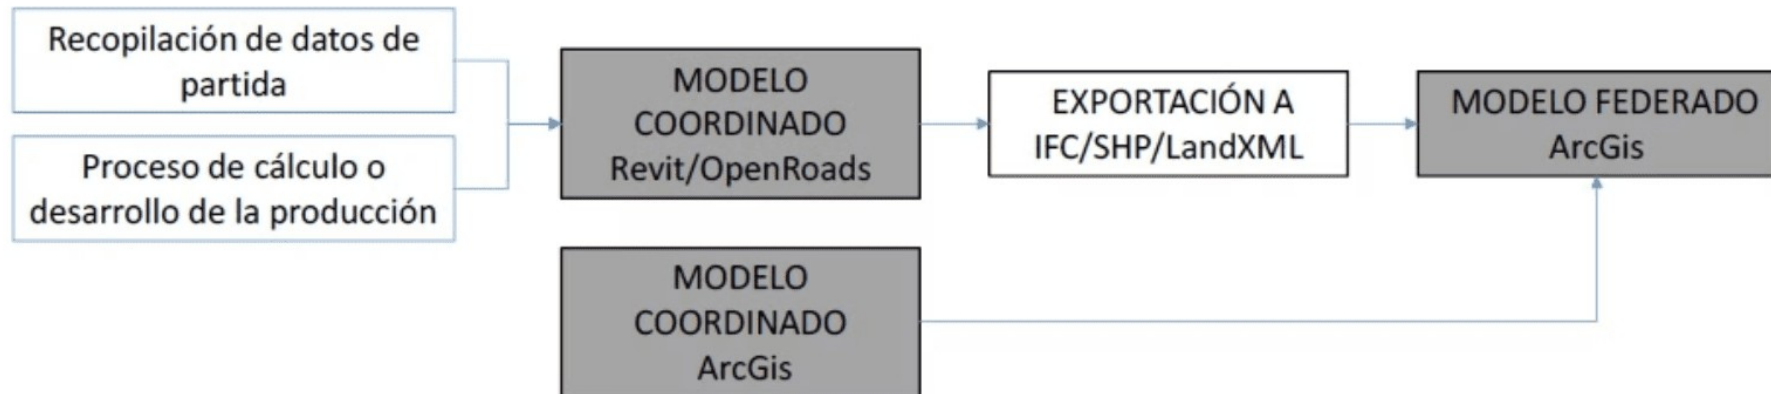 Recopilación de datos de
partida
Proceso de cálculo o
desarrollo de la producción
MODELO
COORDINADO
Revit/OpenRoads
EXPORTACIÓN A
IFC/SHP/LandXML
MODELO FEDERADO
ArcGis
MODELO
COORDINADO
ArcGis